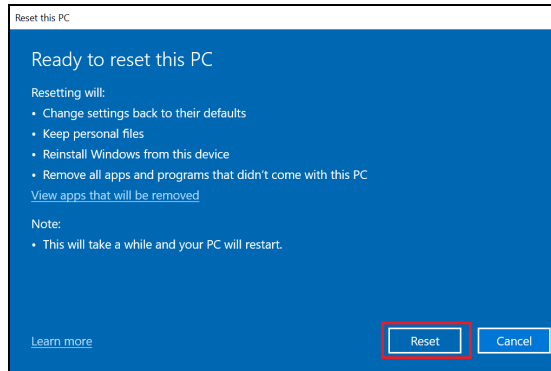 Reset this PC
Ready to reset this PC
Resetting will:
• Change settings back to their defaults
• Keep personal files
• Reinstall Windows from this device
• Remove all apps and programs that didn't come with this PC
View apps that will be removed
Note:
• This will take a while and your PC will restart.
Learn more
Reset
Cancel